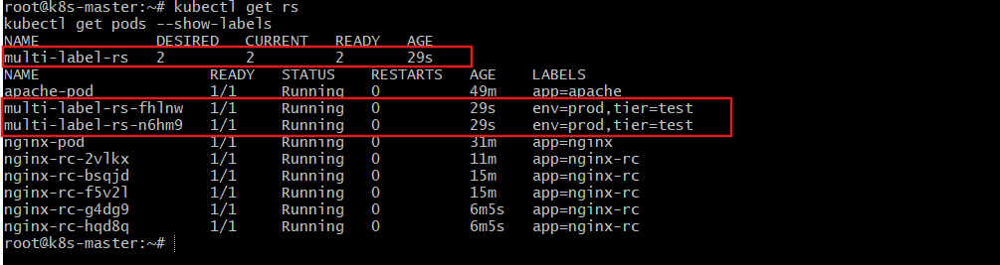 root@k8s-master:~# kubectl get rs
kubectl get pods --show-labels
NAME DESIRED CURRENT READY AGE
multi-label-rs 2 2 2 29s
NAME READY STATUS RESTARTS AGE LABELS
apache-pod 1/1 Running 0 49m app=apache
multi-label-rs-fhlnw 1/1 Running 0 29s env=prod,tier=test
multi-label-rs-n6hm9 1/1 Running 0 29s env=prod,tier=test
nginx-pod 1/1 Running 0 31m app=nginx
nginx-rc-2vlkx 1/1 Running 0 11m app=nginx-rc
nginx-rc-bsqjd 1/1 Running 0 15m app=nginx-rc
nginx-rc-f5v2l 1/1 Running 0 15m app=nginx-rc
nginx-rc-g4dg9 1/1 Running 0 6m5s app=nginx-rc
nginx-rc-hqd8q 1/1 Running 0 6m5s app=nginx-rc
root@k8s-master:~#